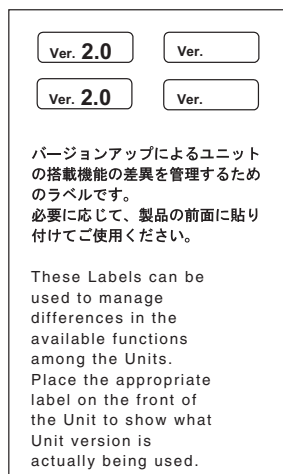 Ver. 2.0 Ver.
Ver. 2.0 Ver.
バージョンアップによるユニット
の搭載機能の差異を管理するため
のラベルです。
必要に応じて、製品の前面に貼り
付けてご使用ください。
These Labels can be
used to manage
differences in the
available functions
among the Units.
Place the appropriate
label on the front of
the Unit to show what
Unit version is
actually being used.